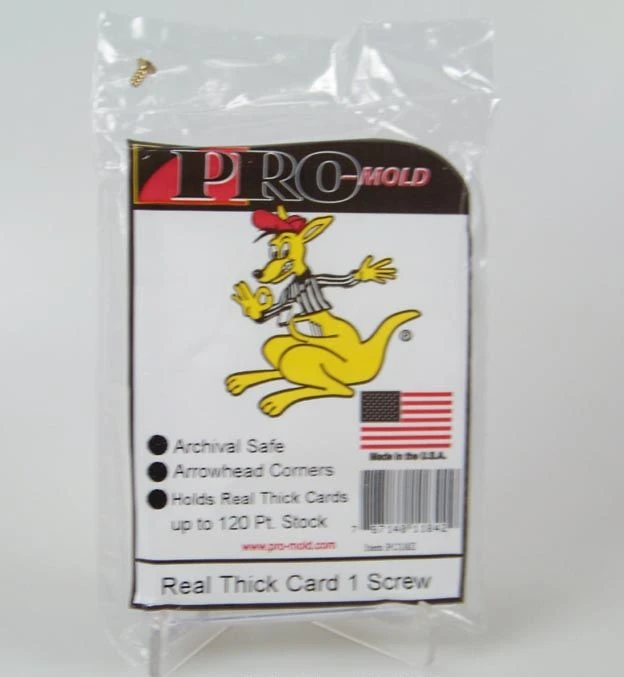 PRO-MOLD
®
Archival Safe
Arrowhead Corners
Holds Real Thick Cards
up to 120 Pt. Stock
Made in the U.S.A.
www.pro-mold.com
Item
Real Thick Card 1 Screw